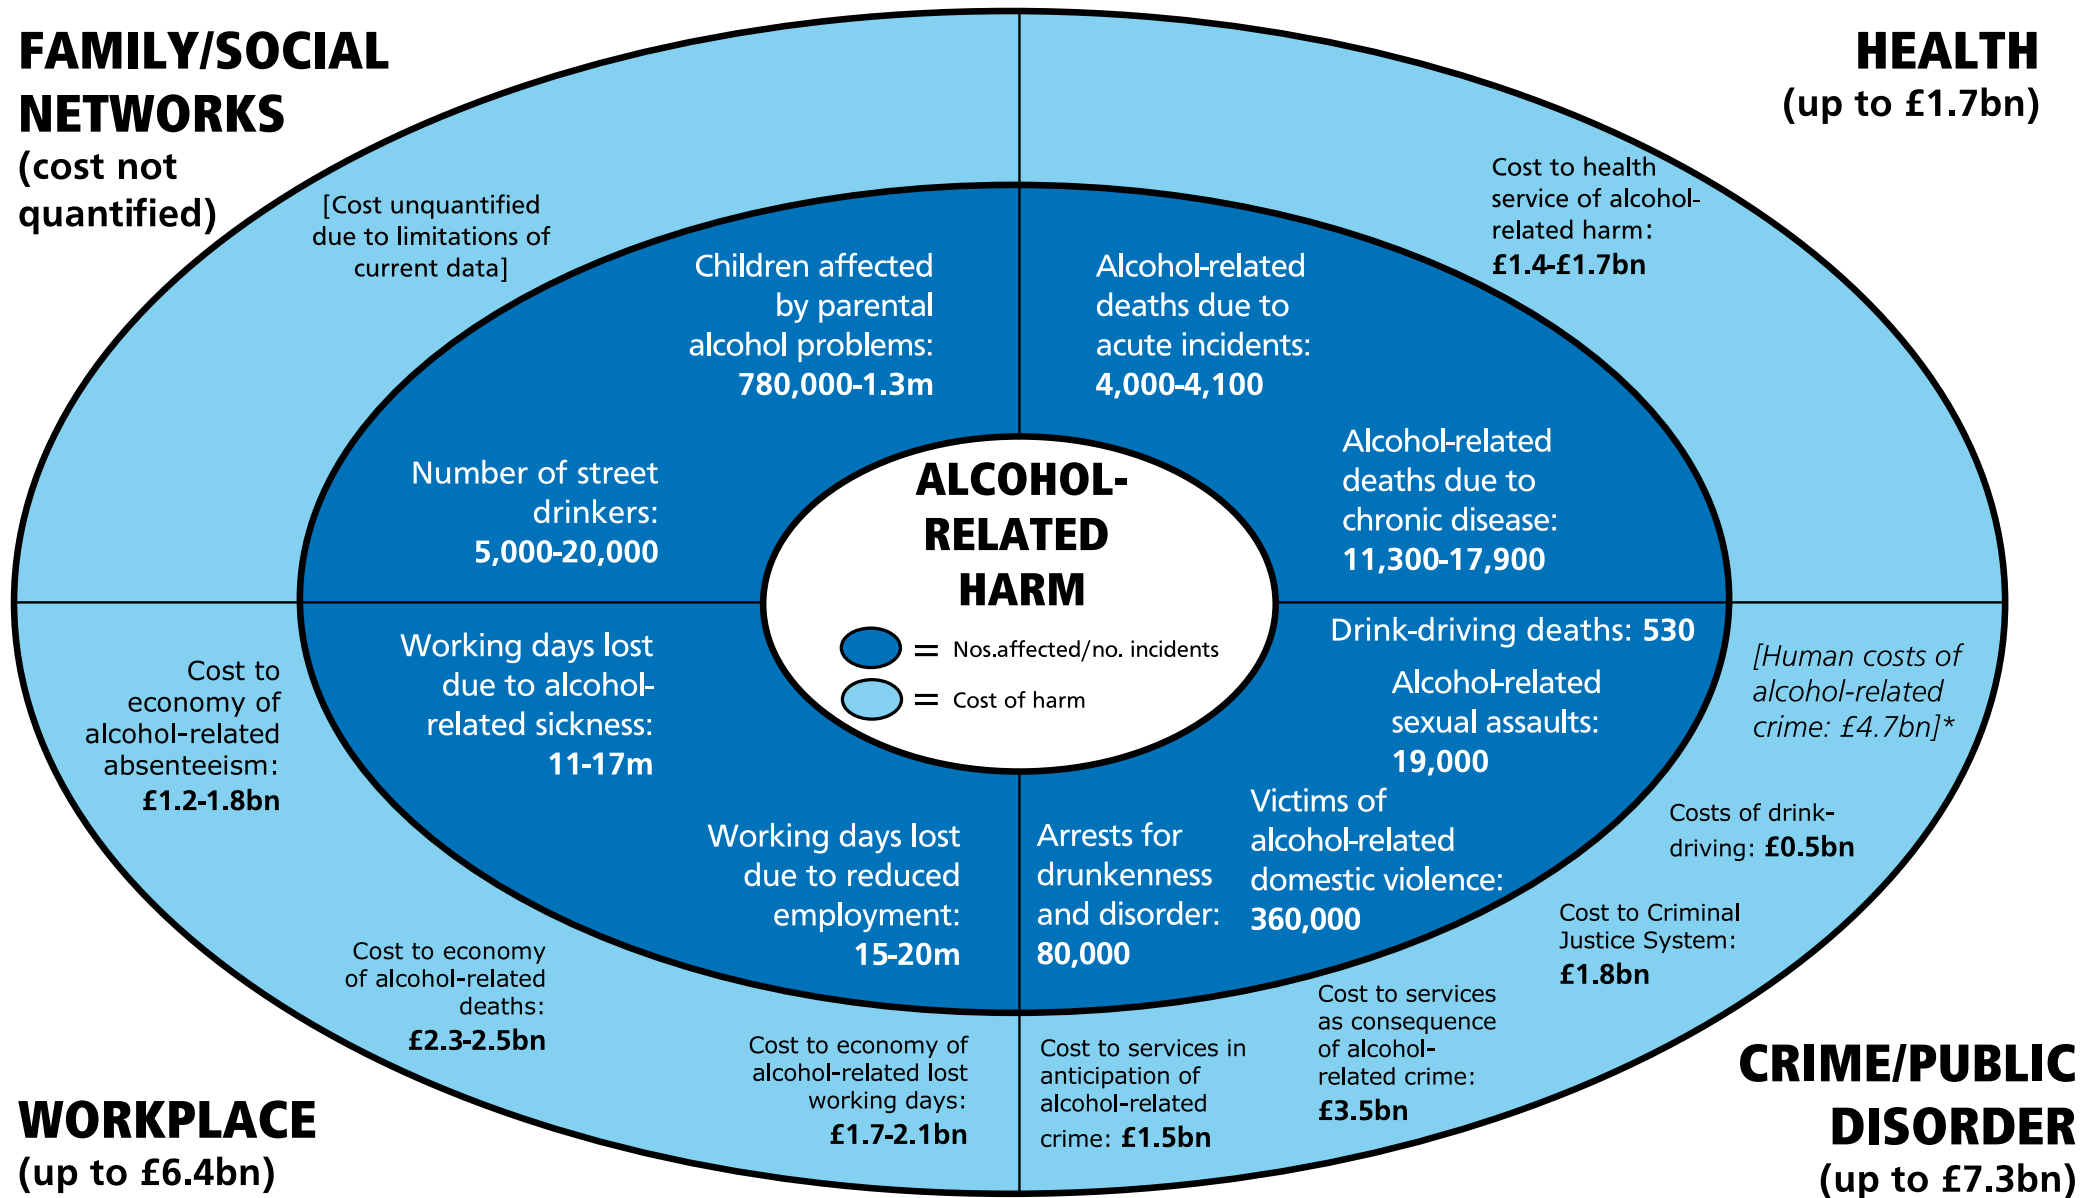 FAMILY/SOCIAL
NETWORKS
(cost not
quantified)
HEALTH
(up to £1.7bn)
[Cost unquantified
due to limitations of
current data]
Cost to health
service of alcohol-
related harm:
£1.4-£1.7bn
Children affected
by parental
alcohol problems:
780,000-1.3m
Alcohol-related
deaths due to
acute incidents:
4,000-4,100
Number of street
drinkers:
5,000-20,000
Alcohol-related
deaths due to
chronic disease:
11,300-17,900
ALCOHOL-
RELATED
HARM
= Nos.affected/no. incidents
= Cost of harm
Working days lost
due to alcohol-
related sickness:
11-17m
Working days lost
due to reduced
employment:
15-20m
Drink-driving deaths: 530
Alcohol-related
sexual assaults:
19,000
Victims of
alcohol-related
domestic violence:
360,000
Arrests for
drunkenness
and disorder:
80,000
Cost to
economy of
alcohol-related
absenteeism:
£1.2-1.8bn
Cost to economy
of alcohol-related
deaths:
£2.3-2.5bn
Cost to economy of
alcohol-related lost
working days:
£1.7-2.1bn
[Human costs of
alcohol-related
crime: £4.7bn]*
Costs of drink-
driving: £0.5bn
Cost to Criminal
Justice System:
£1.8bn
Cost to services
as consequence
of alcohol-
related crime:
£3.5bn
Cost to services in
anticipation of
alcohol-related
crime: £1.5bn
WORKPLACE
(up to £6.4bn)
CRIME/PUBLIC
DISORDER
(up to £7.3bn)